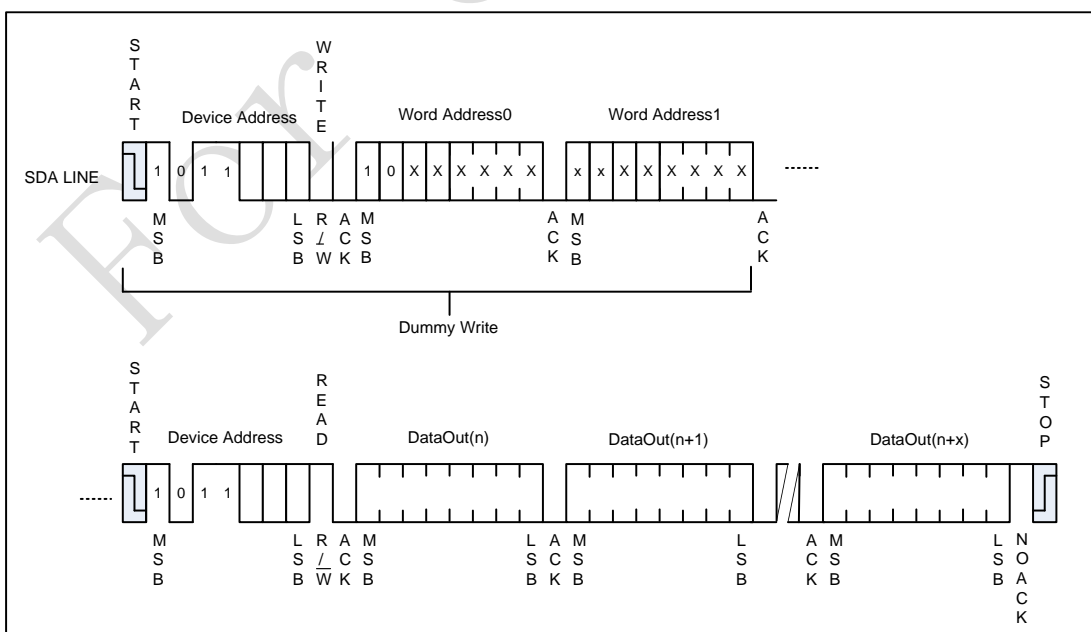 START
WRITE
Device Address
Word Address0
Word Address1
SDA LINE
1 0 1 1
1 0 X X X X X X
x x X X X X X X
......
MSB
LSB
R/W
ACK
MSB
ACK
MSB
ACK
Dummy Write
START
READ
STOP
Device Address
DataOut(n)
DataOut(n+1)
DataOut(n+x)
......
1 0 1 1
MSB
LSB
R/W
ACK
MSB
LSB
ACK
MSB
LSB
ACK
MSB
LSB
NOACK
For